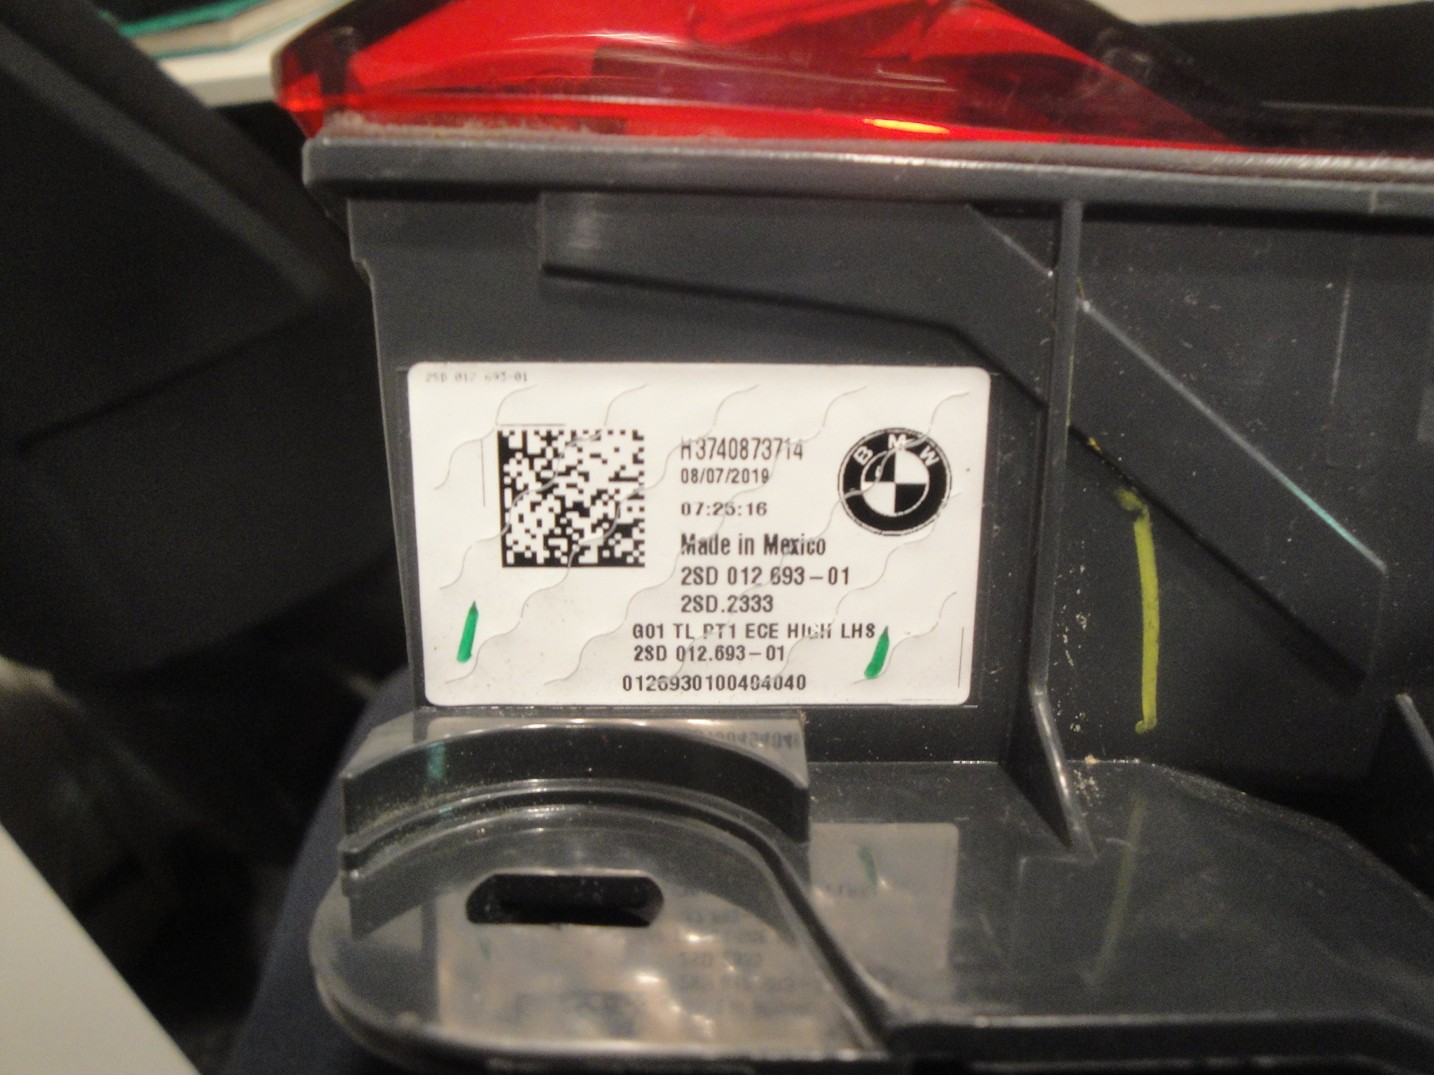 2SD 012 693-01
H3740873714
08/07/2019
07:25:16
BMW
Made in Mexico
2SD 012 693-01
2SD.2333
G01 TL PT1 ECE HIGH LHS
2SD 012.693-01
0126930100404040